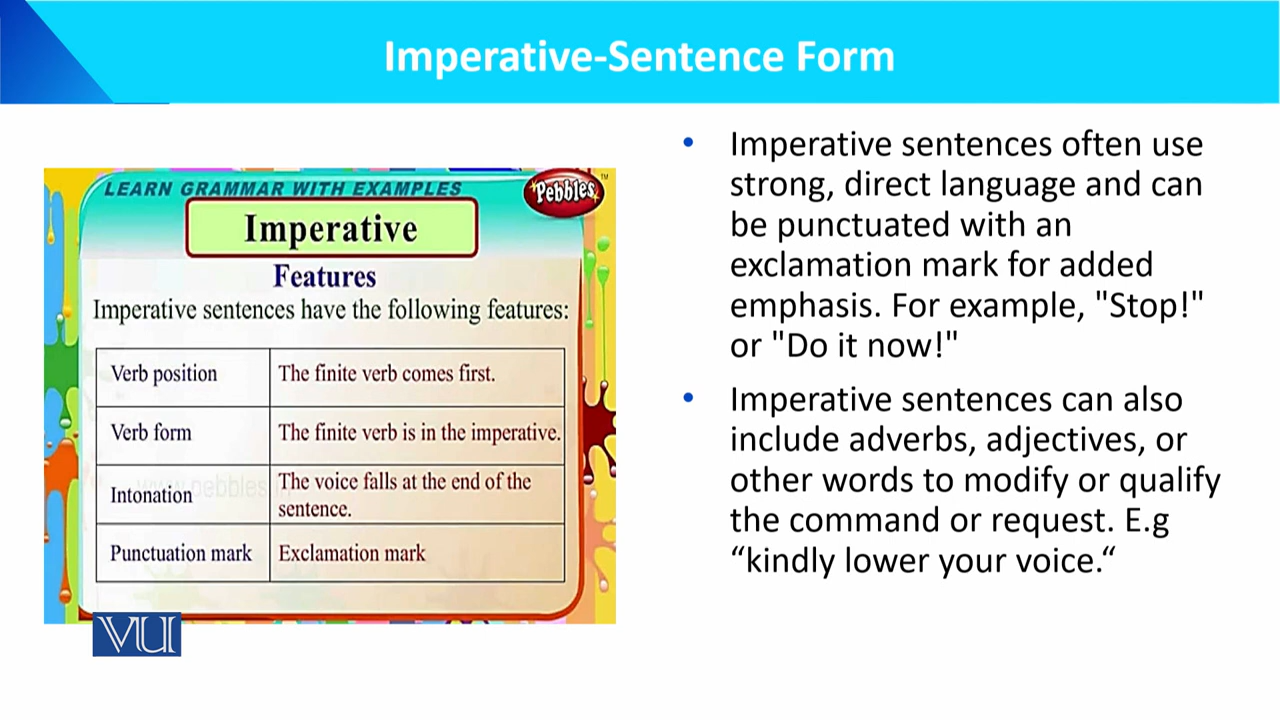 Imperative-Sentence Form
LEARN GRAMMAR WITH EXAMPLES
Pebbles
TM
Imperative
Features
Imperative sentences have the following features:
Verb position The finite verb comes first.
Verb form The finite verb is in the imperative.
Intonation The voice falls at the end of the
sentence.
Punctuation mark Exclamation mark
VU
• Imperative sentences often use
strong, direct language and can
be punctuated with an
exclamation mark for added
emphasis. For example, "Stop!"
or "Do it now!"
• Imperative sentences can also
include adverbs, adjectives, or
other words to modify or qualify
the command or request. E.g
“kindly lower your voice.“